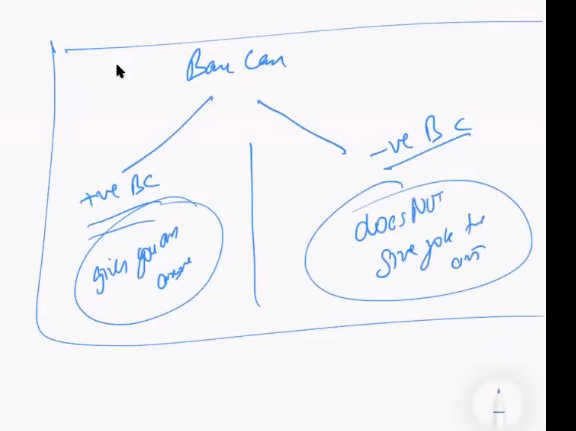 Base Case
+ve BC
-ve BC
gives you an
answer
does NOT
give you the
ans